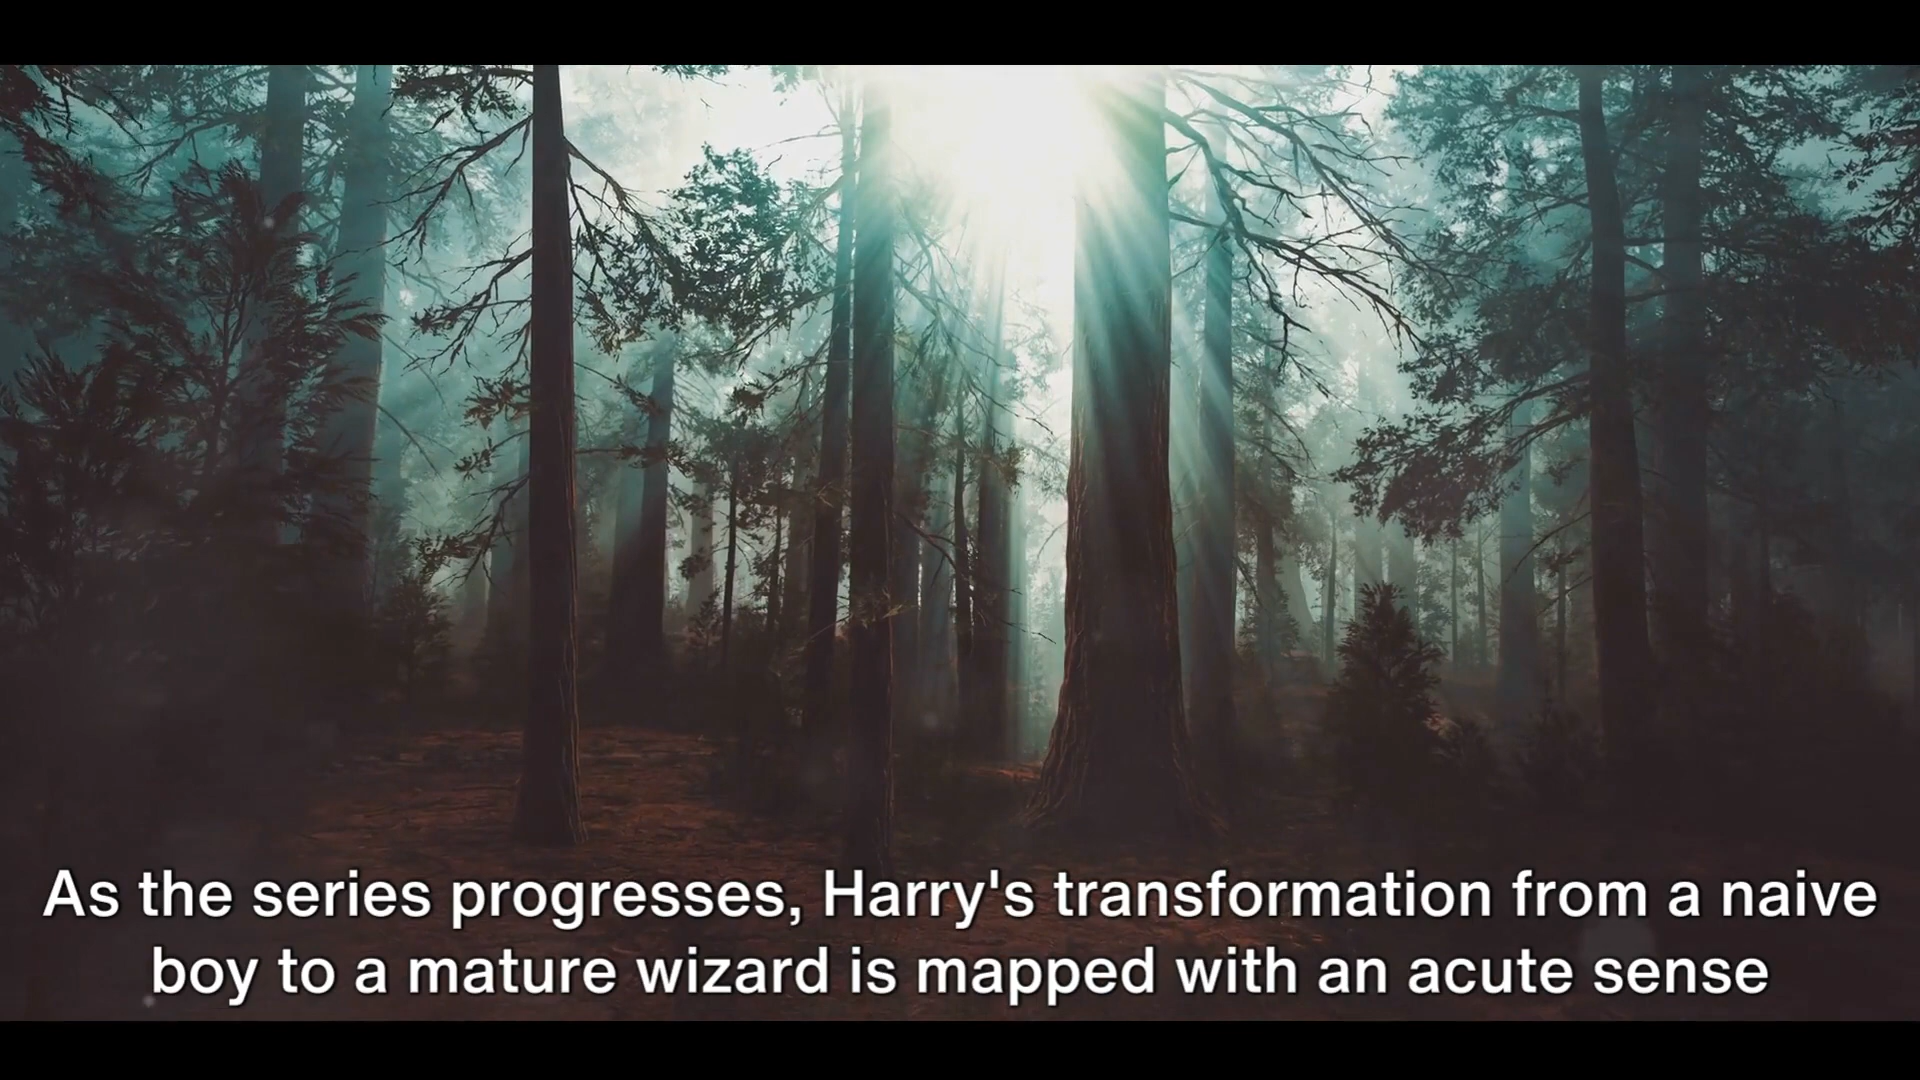 As the series progresses, Harry's transformation from a naive
boy to a mature wizard is mapped with an acute sense